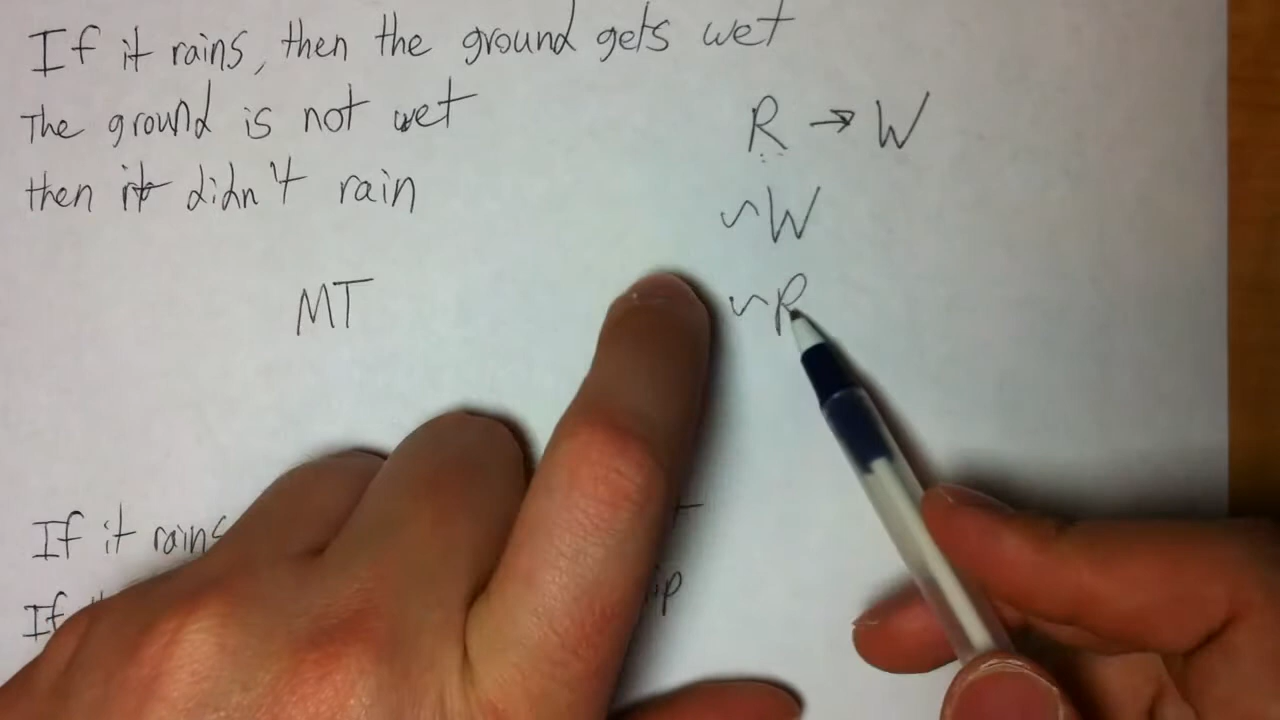 If it rains, then the ground gets wet
The ground is not wet
then it didn't rain
R → W
~W
~R
MT
If it rains
If